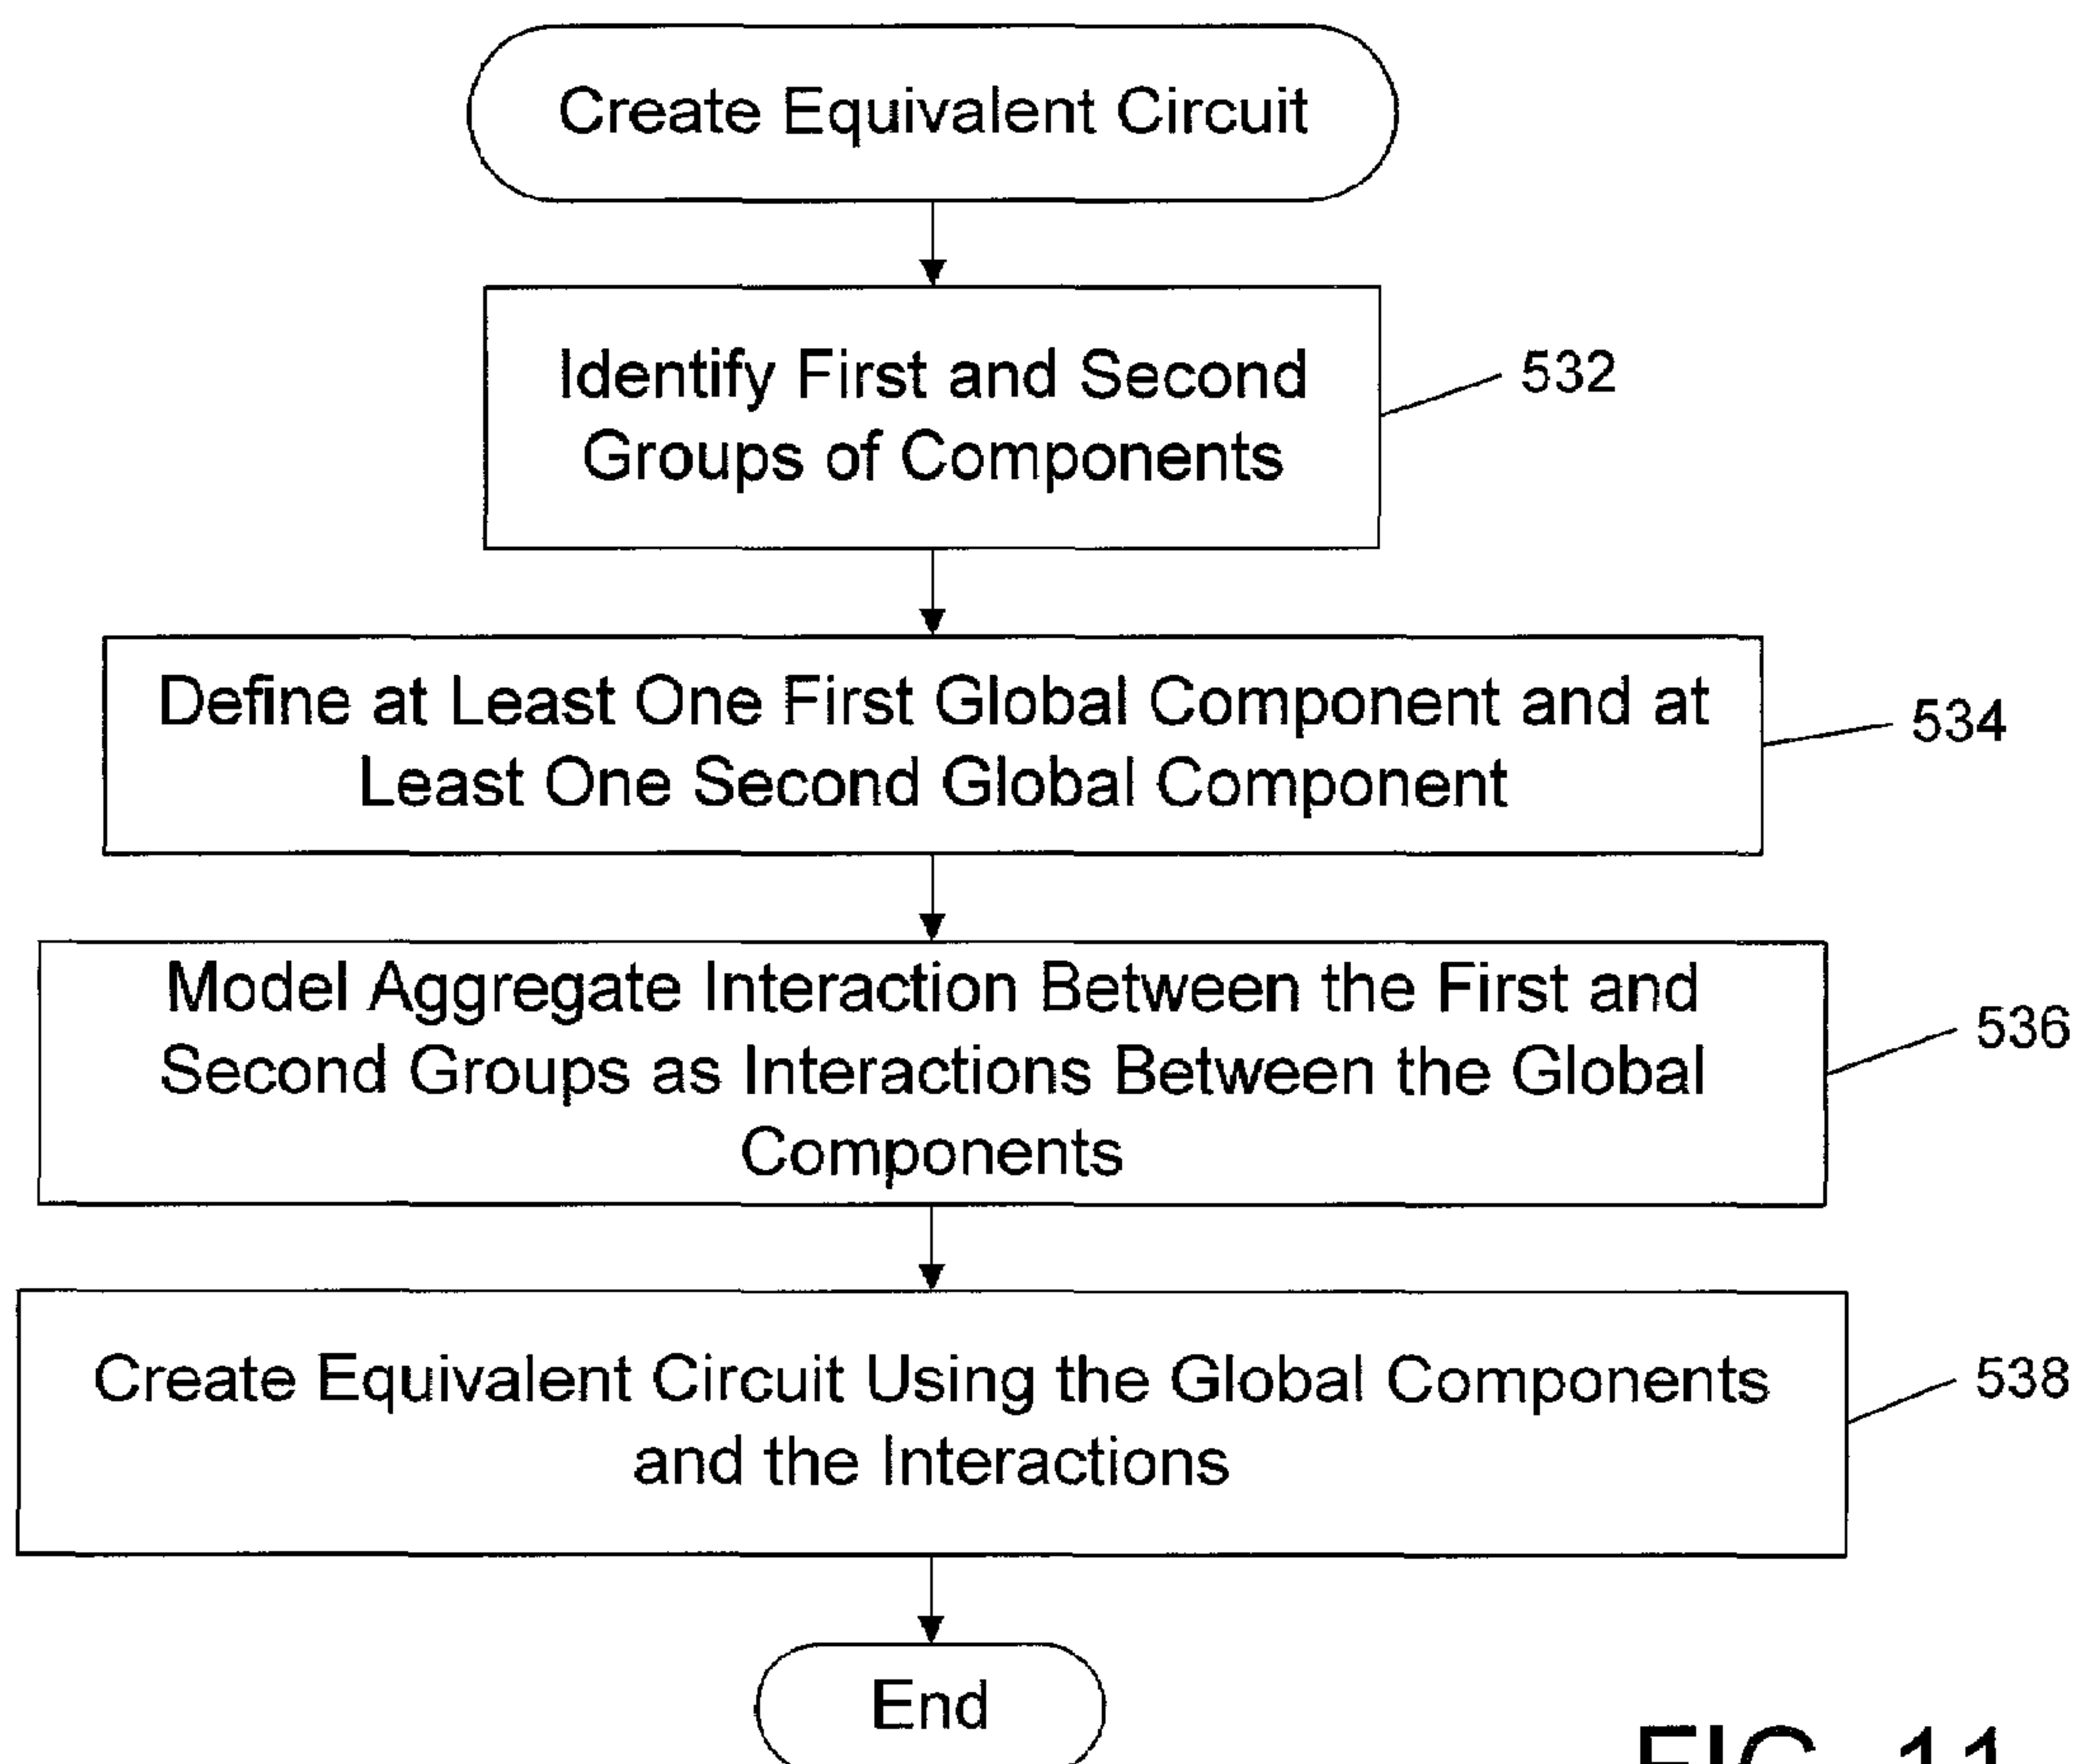 Create Equivalent Circuit
Identify First and Second
Groups of Components
532
Define at Least One First Global Component and at
Least One Second Global Component
534
Model Aggregate Interaction Between the First and
Second Groups as Interactions Between the Global
Components
536
Create Equivalent Circuit Using the Global Components
and the Interactions
538
End
FIG. 11